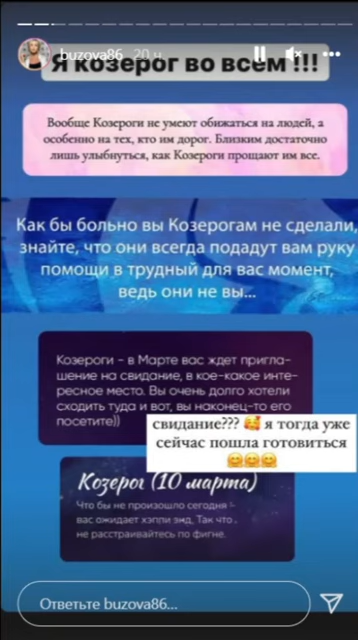 buzova86 20 ч.
Я козерог во всем !!!
Вообще Козероги не умеют обижаться на людей, а
особенно на тех, кто им дорог. Близким достаточно
лишь улыбнуться, как Козероги прощают им все.
Как бы больно вы Козерогам не сделали,
знайте, что они всегда подадут вам руку
помощи в трудный для вас момент,
ведь они не вы...
Козероги - в Марте вас ждет пригла-
шение на свидание, в кое-какое инте-
ресное место. Вы очень долго хотели
сходить туда и вот, вы наконец-то его
посетите))
свидание??? 🥰 я тогда уже
сейчас пошла готовиться
🤗🤗🤗
Козерог (10 марта)
Что бы не произошло сегодня -
вас ожидает хэппи энд. Так что
не расстраивайтесь по фигне.
Ответьте buzova86...